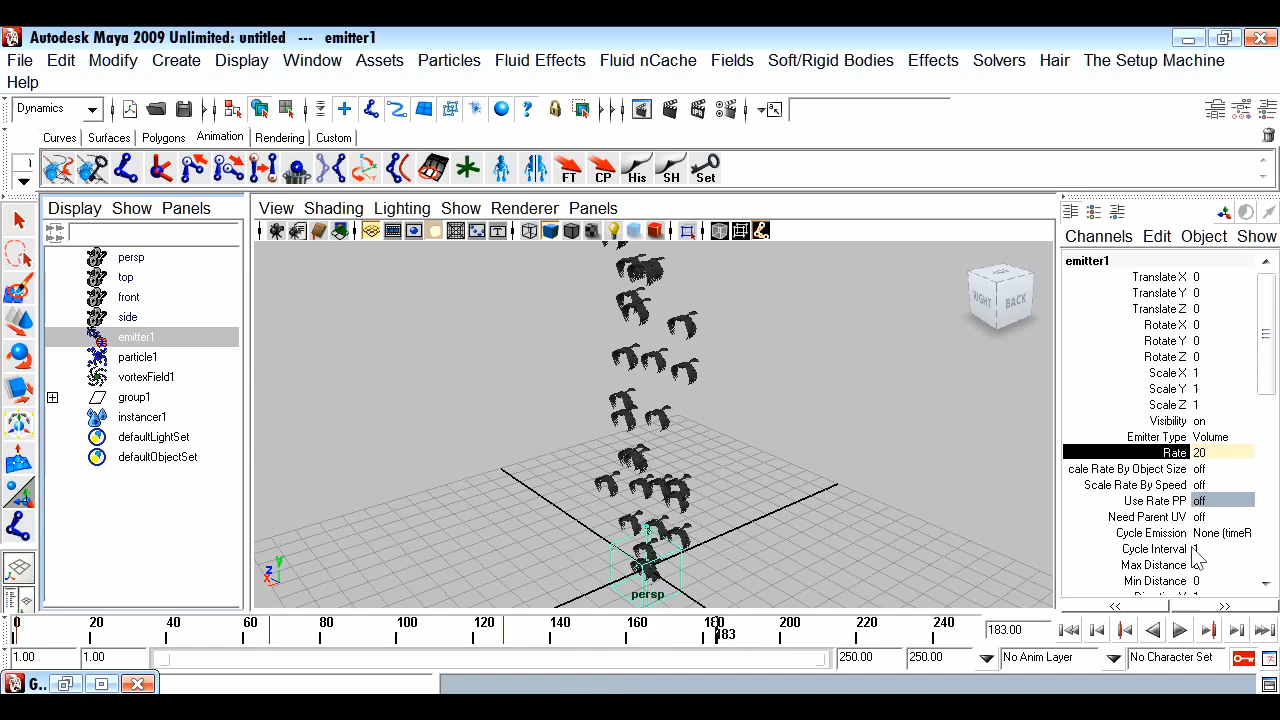 Autodesk Maya 2009 Unlimited: untitled --- emitter1
File Edit Modify Create Display Window Assets Particles Fluid Effects Fluid nCache Fields Soft/Rigid Bodies Effects Solvers Hair The Setup Machine
Help
Dynamics
Curves Surfaces Polygons Animation Rendering Custom
FT CP His SH Set
Display Show Panels
View Shading Lighting Show Renderer Panels
Channels Edit Object Show
persp
top
front
side
emitter1
particle1
vortexField1
group1
instancer1
defaultLightSet
defaultObjectSet
RIGHT BACK
persp
emitter1
Translate X 0
Translate Y 0
Translate Z 0
Rotate X 0
Rotate Y 0
Rotate Z 0
Scale X 1
Scale Y 1
Scale Z 1
Visibility on
Emitter Type Volume
Rate 20
cale Rate By Object Size off
Scale Rate By Speed off
Use Rate PP off
Need Parent UV off
Cycle Emission None (timeR
Cycle Interval 1
Max Distance
Min Distance 0
0 20 40 60 80 100 120 140 160 183 200 220 240
183.00
1.00 1.00 250.00 250.00 No Anim Layer No Character Set
G..